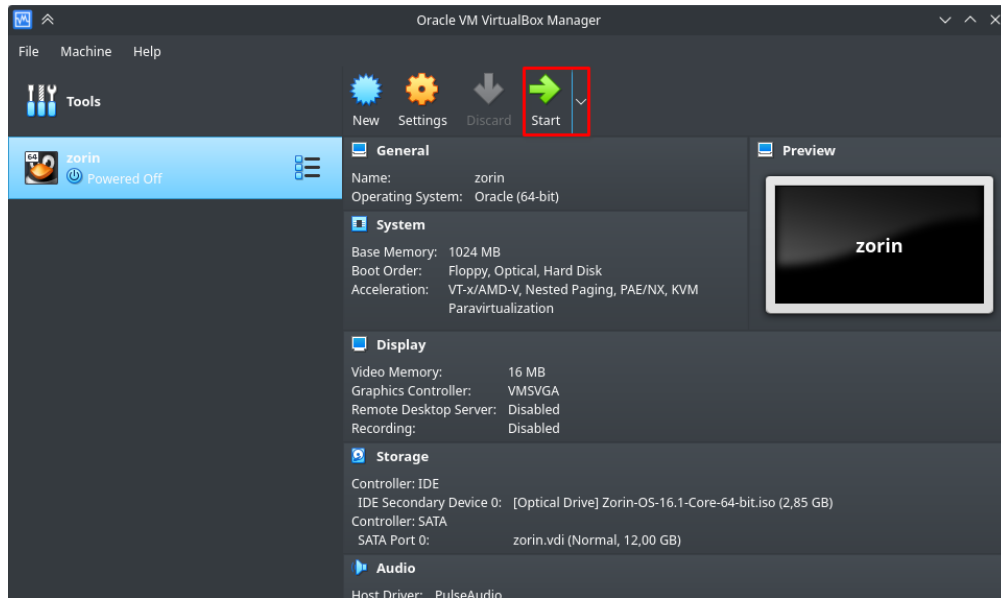 Oracle VM VirtualBox Manager
File Machine Help
Tools
New Settings Discard Start
64 zorin
Powered Off
General
Name: zorin
Operating System: Oracle (64-bit)
System
Base Memory: 1024 MB
Boot Order: Floppy, Optical, Hard Disk
Acceleration: VT-x/AMD-V, Nested Paging, PAE/NX, KVM
Paravirtualization
Preview
zorin
Display
Video Memory: 16 MB
Graphics Controller: VMSVGA
Remote Desktop Server: Disabled
Recording: Disabled
Storage
Controller: IDE
IDE Secondary Device 0: [Optical Drive] Zorin-OS-16.1-Core-64-bit.iso (2,85 GB)
Controller: SATA
SATA Port 0: zorin.vdi (Normal, 12,00 GB)
Audio
Host Driver: PulseAudio